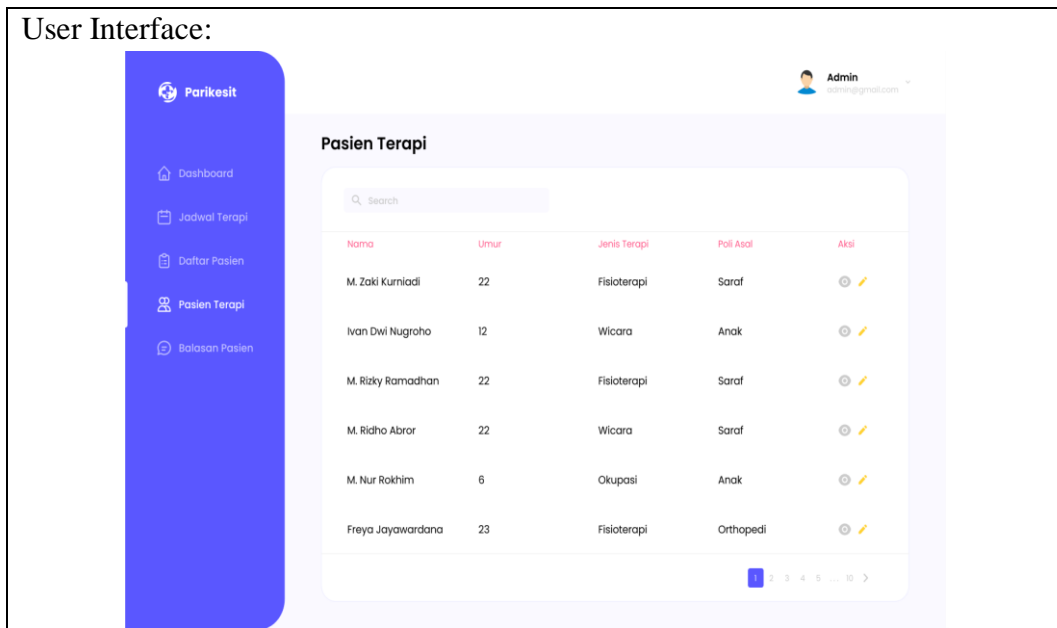 User Interface:
Parikesit
Admin
admin@gmail.com
Dashboard
Jadwal Terapi
Daftar Pasien
Pasien Terapi
Balasan Pasien
Pasien Terapi
Search
Nama Umur Jenis Terapi Poli Asal Aksi
M. Zaki Kurniadi 22 Fisioterapi Saraf
Ivan Dwi Nugroho 12 Wicara Anak
M. Rizky Ramadhan 22 Fisioterapi Saraf
M. Ridho Abror 22 Wicara Saraf
M. Nur Rokhim 6 Okupasi Anak
Freya Jayawardana 23 Fisioterapi Orthopedi
1 2 3 4 5 ... 10 >